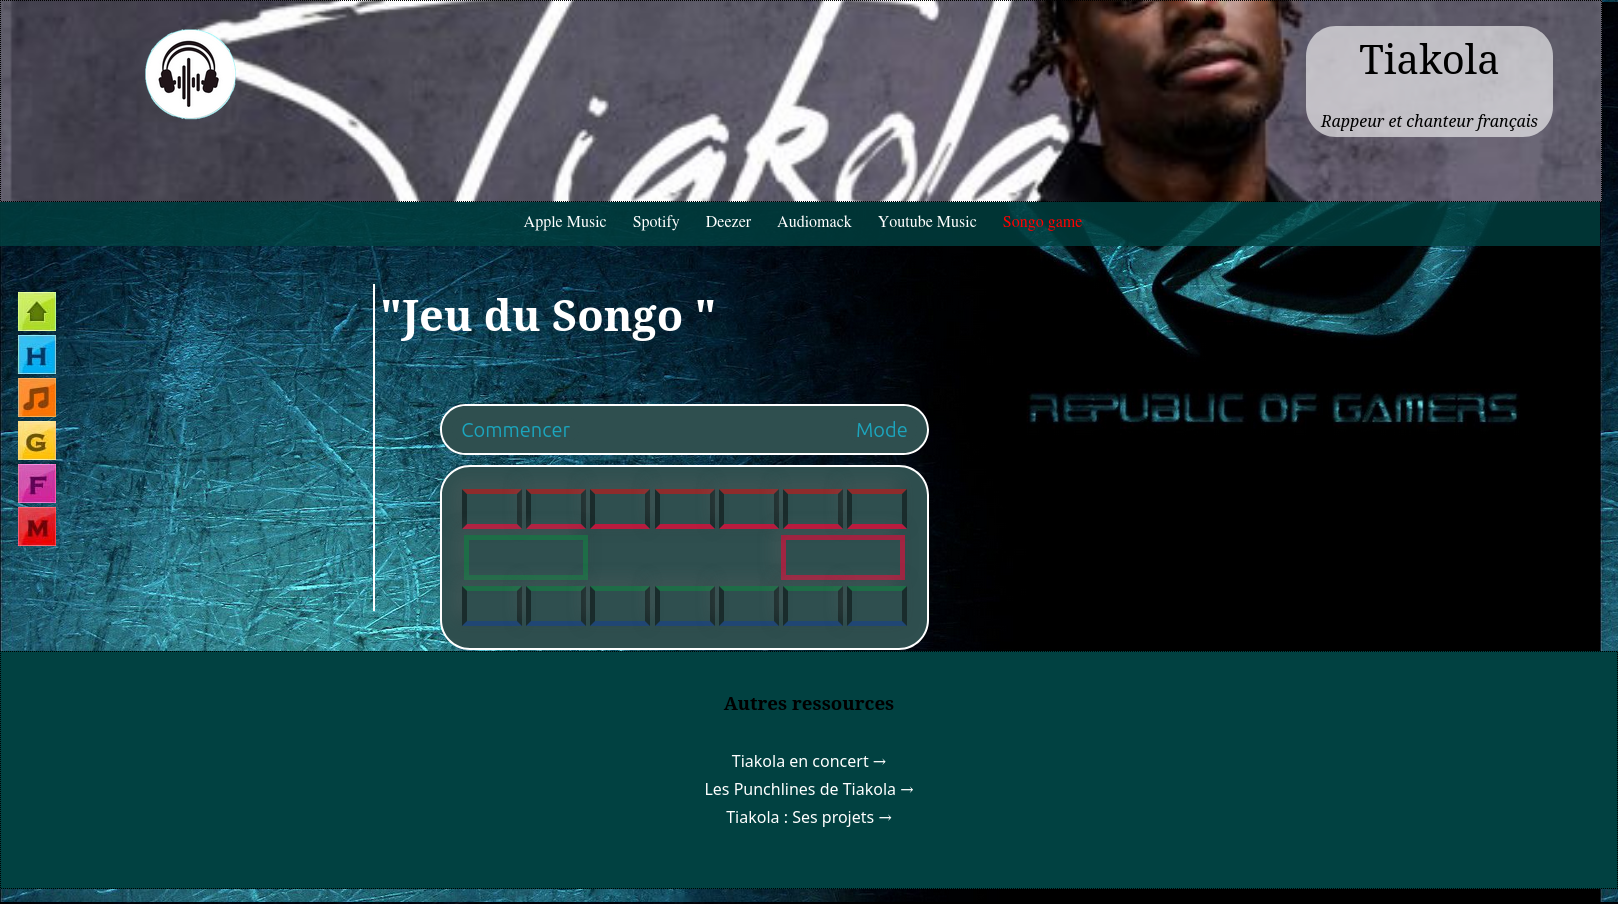 Tiakola
Tiakola
Rappeur et chanteur français
Apple Music Spotify Deezer Audiomack Youtube Music Songo game
"Jeu du Songo "
H
G
F
M
REPUBLIC OF GAMERS
Commencer Mode
Autres ressources
Tiakola en concert →
Les Punchlines de Tiakola →
Tiakola : Ses projets →